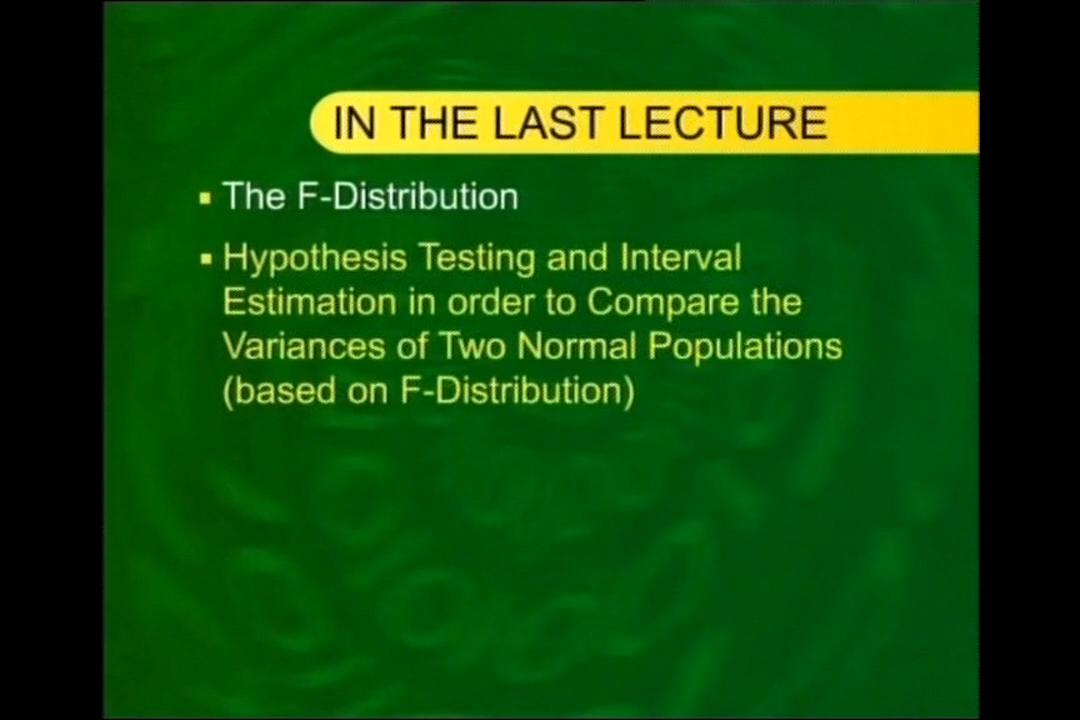 IN THE LAST LECTURE
The F-Distribution
Hypothesis Testing and Interval
Estimation in order to Compare the
Variances of Two Normal Populations
(based on F-Distribution)